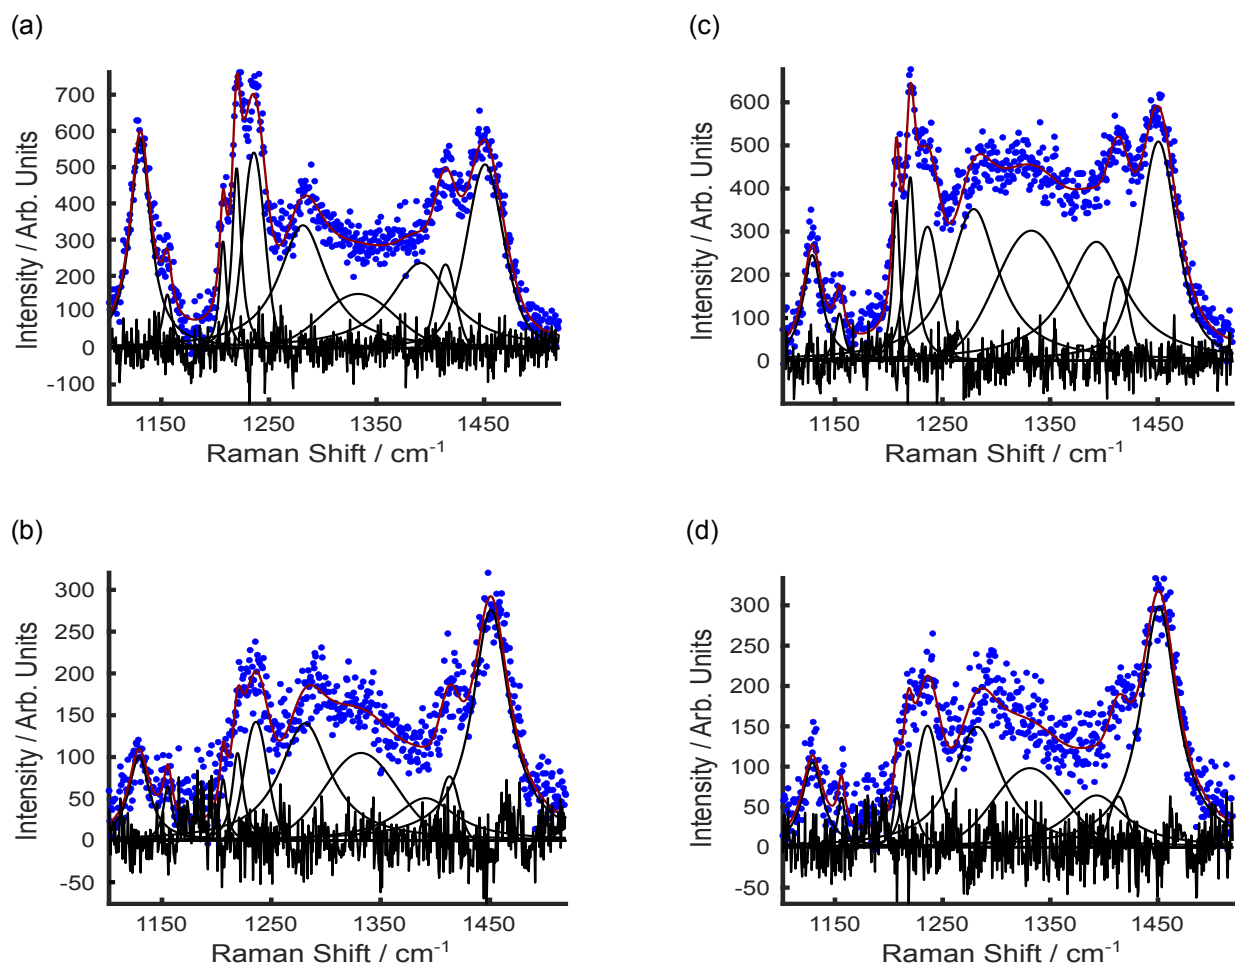 (a)
700
600
500
400
300
200
100
0
-100
Intensity / Arb. Units
1150 1250 1350 1450
Raman Shift / cm⁻¹
(c)
600
500
400
300
200
100
0
Intensity / Arb. Units
1150 1250 1350 1450
Raman Shift / cm⁻¹
(b)
300
250
200
150
100
50
0
-50
Intensity / Arb. Units
1150 1250 1350 1450
Raman Shift / cm⁻¹
(d)
300
250
200
150
100
50
0
-50
Intensity / Arb. Units
1150 1250 1350 1450
Raman Shift / cm⁻¹